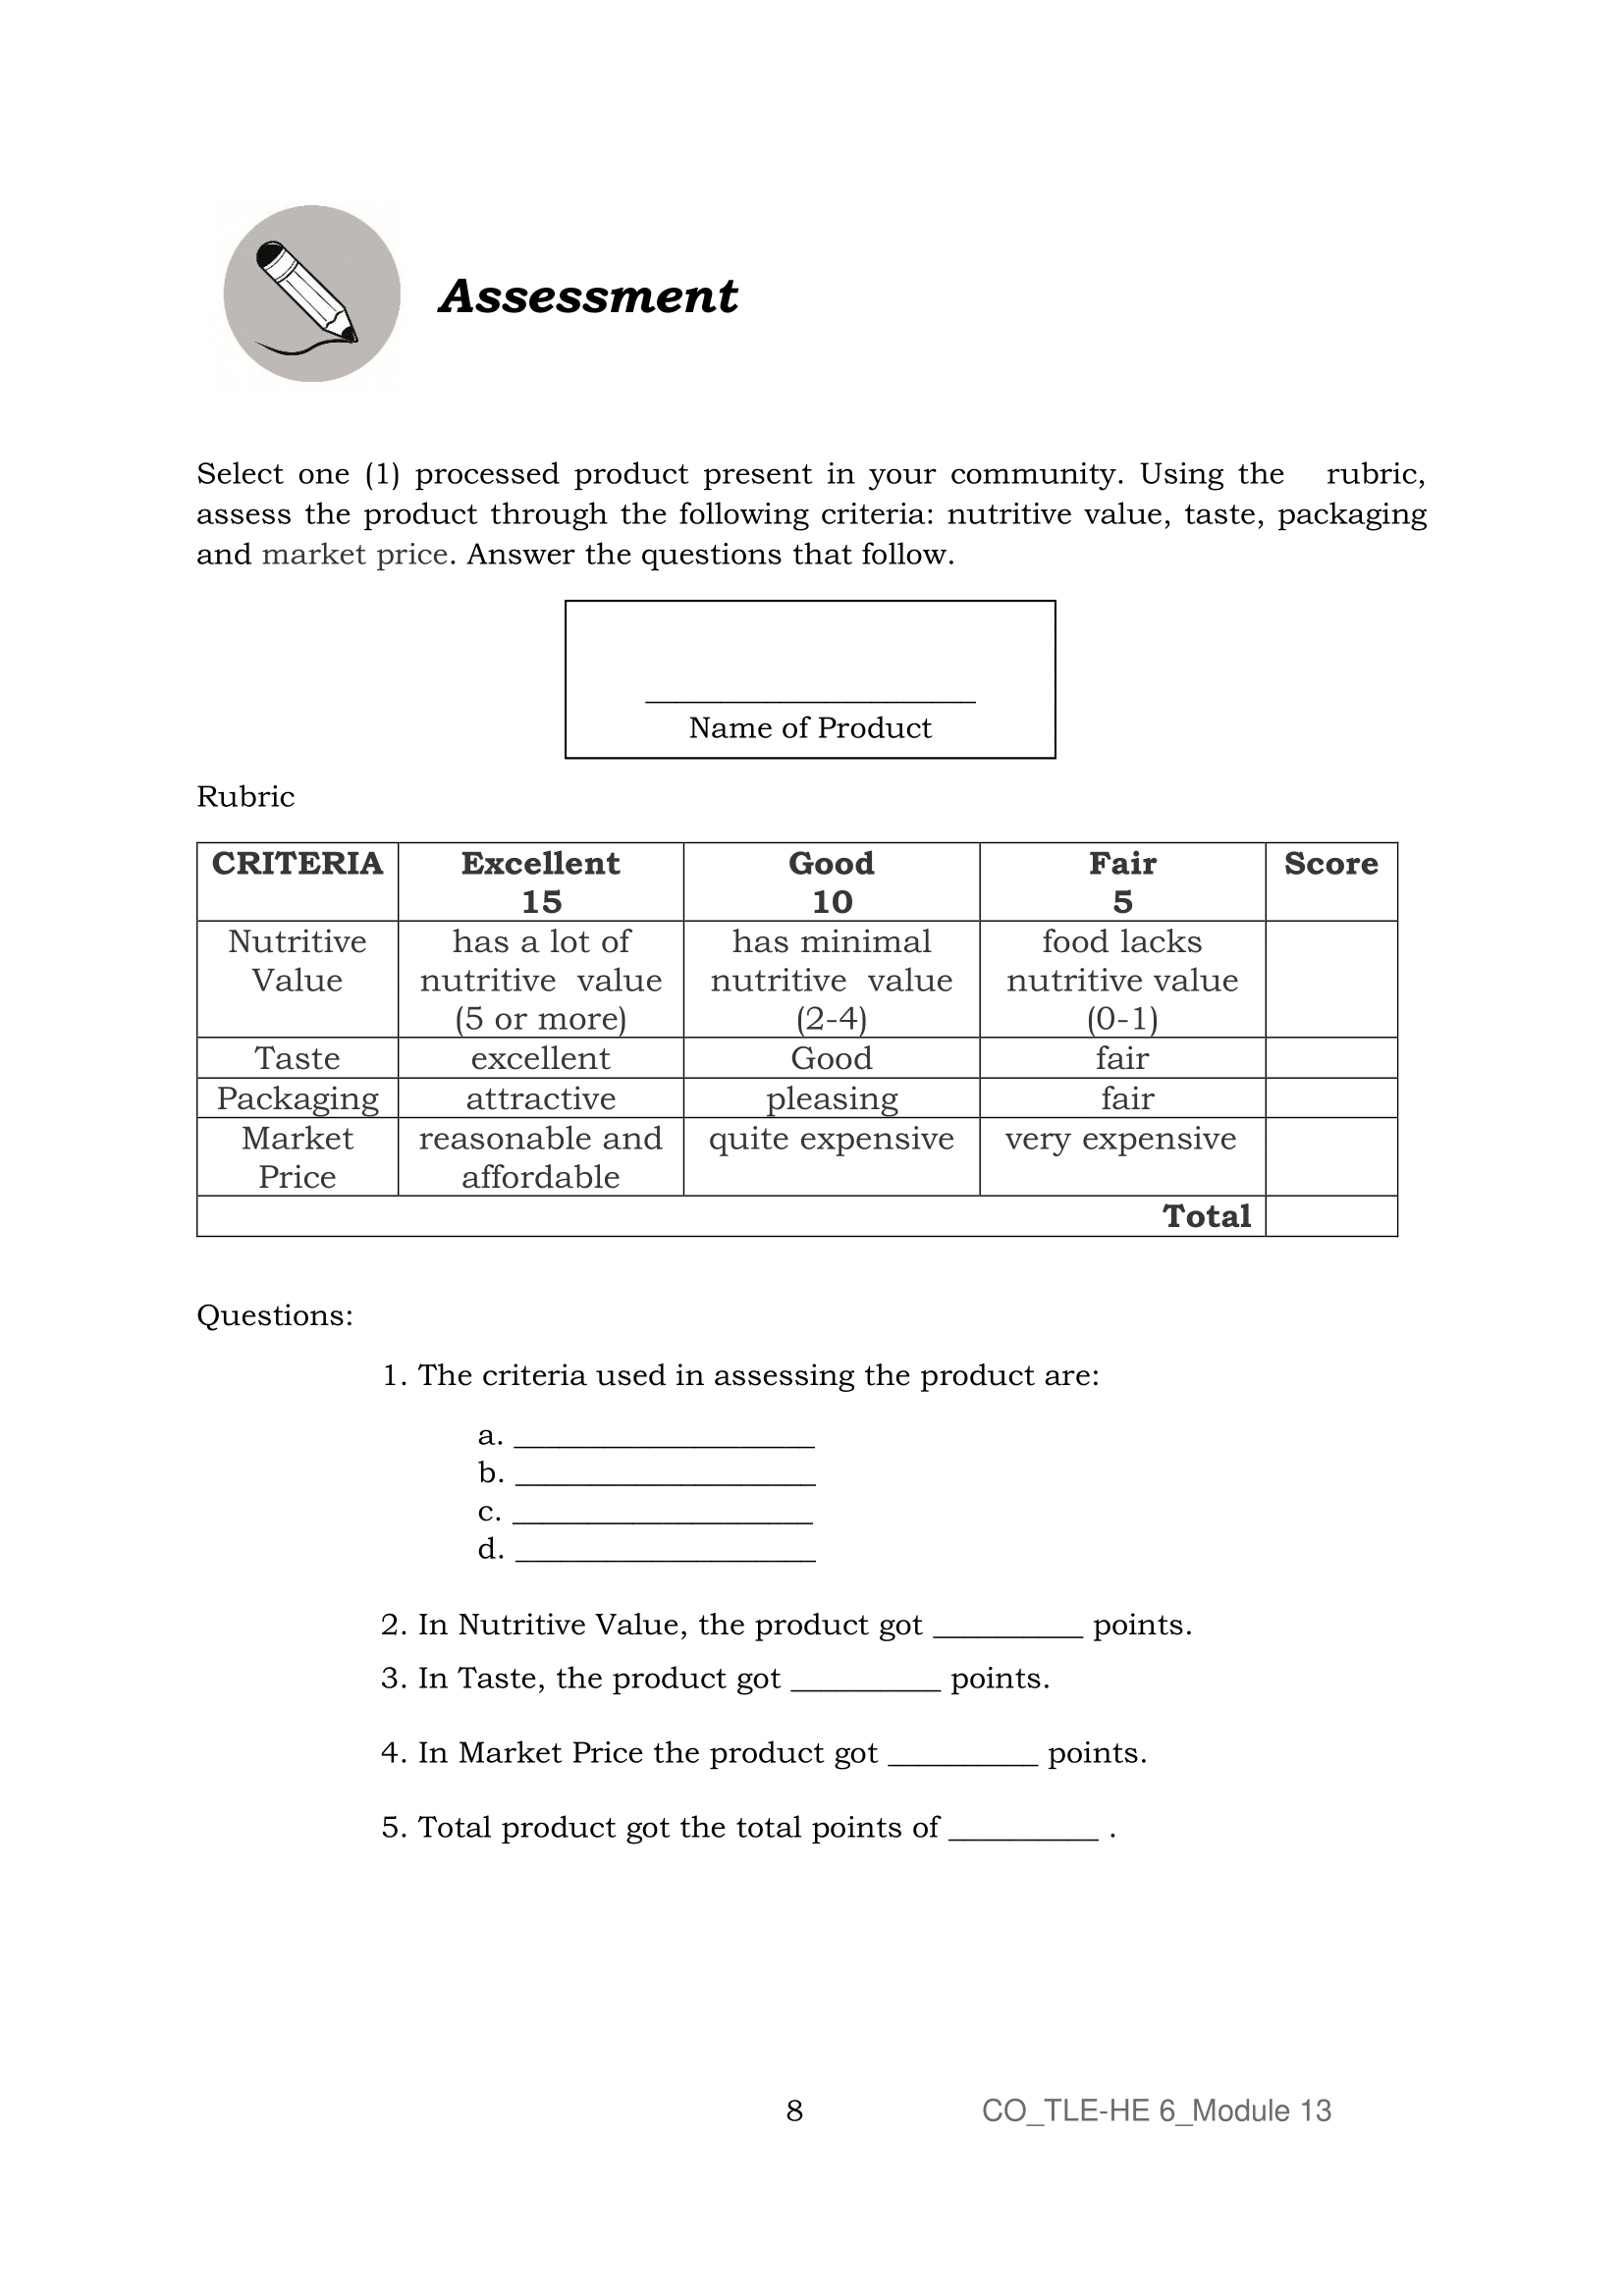 Assessment
Select one (1) processed product present in your community. Using the rubric,
assess the product through the following criteria: nutritive value, taste, packaging
and market price. Answer the questions that follow.
______________________
Name of Product
Rubric
CRITERIA Excellent Good Fair Score
15 10 5
Nutritive has a lot of has minimal food lacks
Value nutritive value nutritive value nutritive value
(5 or more) (2-4) (0-1)
Taste excellent Good fair
Packaging attractive pleasing fair
Market reasonable and quite expensive very expensive
Price affordable
Total
Questions:
1. The criteria used in assessing the product are:
a. ____________________
b. ____________________
c. ____________________
d. ____________________
2. In Nutritive Value, the product got __________ points.
3. In Taste, the product got __________ points.
4. In Market Price the product got __________ points.
5. Total product got the total points of __________ .
8 CO_TLE-HE 6_Module 13